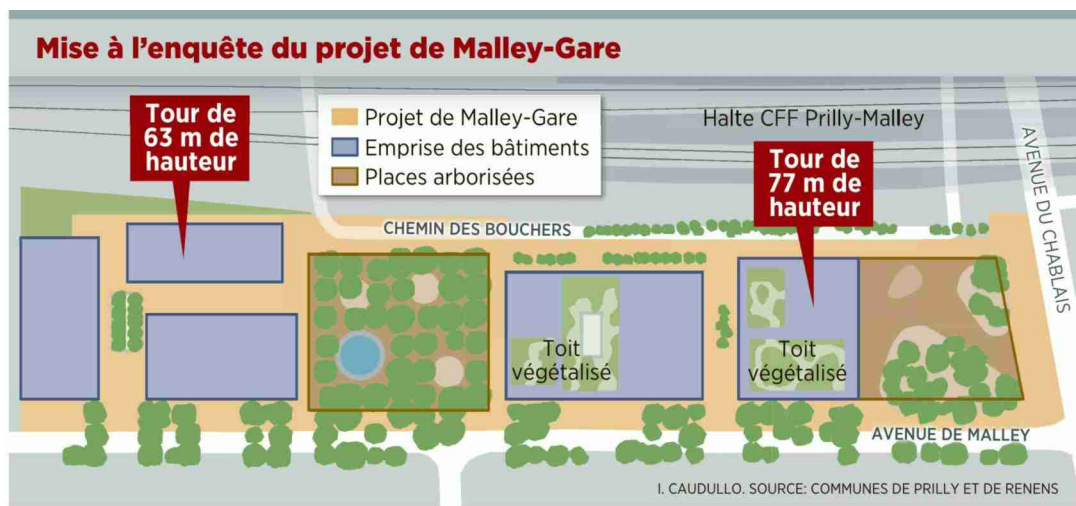 Mise à l’enquête du projet de Malley-Gare
Tour de
63 m de
hauteur
Projet de Malley-Gare
Emprise des bâtiments
Places arborisées
Halte CFF Prilly-Malley
Tour de
77 m de
hauteur
AVENUE DU CHABLAIS
CHEMIN DES BOUCHERS
Toit
végétalisé
Toit
végétalisé
AVENUE DE MALLEY
I. CAUDULLO. SOURCE: COMMUNES DE PRILLY ET DE RENENS